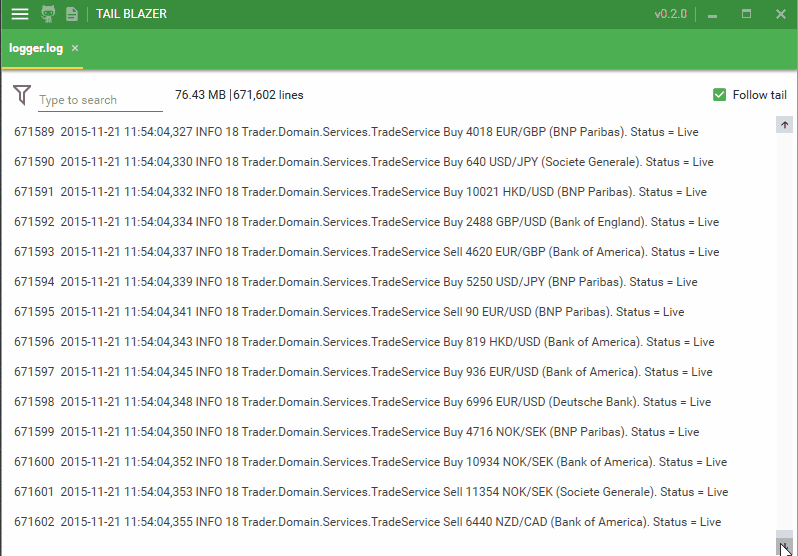 TAIL BLAZER v0.2.0
logger.log ×
Type to search 76.43 MB | 671,602 lines Follow tail
671589 2015-11-21 11:54:04,327 INFO 18 Trader.Domain.Services.TradeService Buy 4018 EUR/GBP (BNP Paribas). Status = Live
671590 2015-11-21 11:54:04,330 INFO 18 Trader.Domain.Services.TradeService Buy 640 USD/JPY (Societe Generale). Status = Live
671591 2015-11-21 11:54:04,332 INFO 18 Trader.Domain.Services.TradeService Buy 10021 HKD/USD (BNP Paribas). Status = Live
671592 2015-11-21 11:54:04,334 INFO 18 Trader.Domain.Services.TradeService Buy 2488 GBP/USD (Bank of England). Status = Live
671593 2015-11-21 11:54:04,337 INFO 18 Trader.Domain.Services.TradeService Sell 4620 EUR/GBP (Bank of America). Status = Live
671594 2015-11-21 11:54:04,339 INFO 18 Trader.Domain.Services.TradeService Buy 5250 USD/JPY (BNP Paribas). Status = Live
671595 2015-11-21 11:54:04,341 INFO 18 Trader.Domain.Services.TradeService Sell 90 EUR/USD (BNP Paribas). Status = Live
671596 2015-11-21 11:54:04,343 INFO 18 Trader.Domain.Services.TradeService Buy 819 HKD/USD (Bank of America). Status = Live
671597 2015-11-21 11:54:04,345 INFO 18 Trader.Domain.Services.TradeService Buy 936 EUR/USD (Bank of America). Status = Live
671598 2015-11-21 11:54:04,348 INFO 18 Trader.Domain.Services.TradeService Buy 6996 EUR/USD (Deutsche Bank). Status = Live
671599 2015-11-21 11:54:04,350 INFO 18 Trader.Domain.Services.TradeService Buy 4716 NOK/SEK (BNP Paribas). Status = Live
671600 2015-11-21 11:54:04,352 INFO 18 Trader.Domain.Services.TradeService Buy 10934 NOK/SEK (Bank of America). Status = Live
671601 2015-11-21 11:54:04,353 INFO 18 Trader.Domain.Services.TradeService Sell 11354 NOK/SEK (Societe Generale). Status = Live
671602 2015-11-21 11:54:04,355 INFO 18 Trader.Domain.Services.TradeService Sell 6440 NZD/CAD (Bank of America). Status = Live